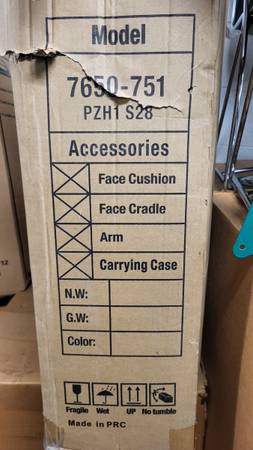 Model
7650-751
PZH1 S28
Accessories
Face Cushion
Face Cradle
Arm
Carrying Case
N.W:
G.W:
Color:
Fragile Wet UP No tumble
Made in PRC
12